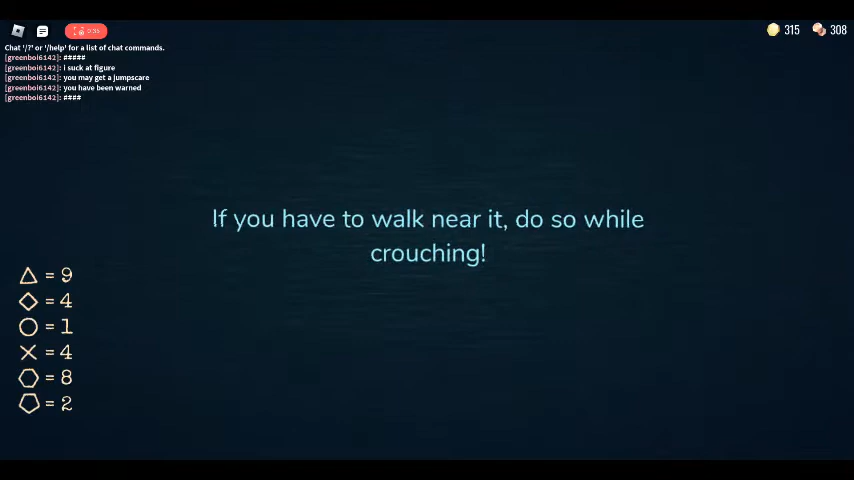 0:35
315
308
Chat '/?' or '/help' for a list of chat commands.
[greenboi6142]: #####
[greenboi6142]: i suck at figure
[greenboi6142]: you may get a jumpscare
[greenboi6142]: you have been warned
[greenboi6142]: ####
If you have to walk near it, do so while
crouching!
△ = 9
◇ = 4
○ = 1
✕ = 4
⬡ = 8
⬠ = 2